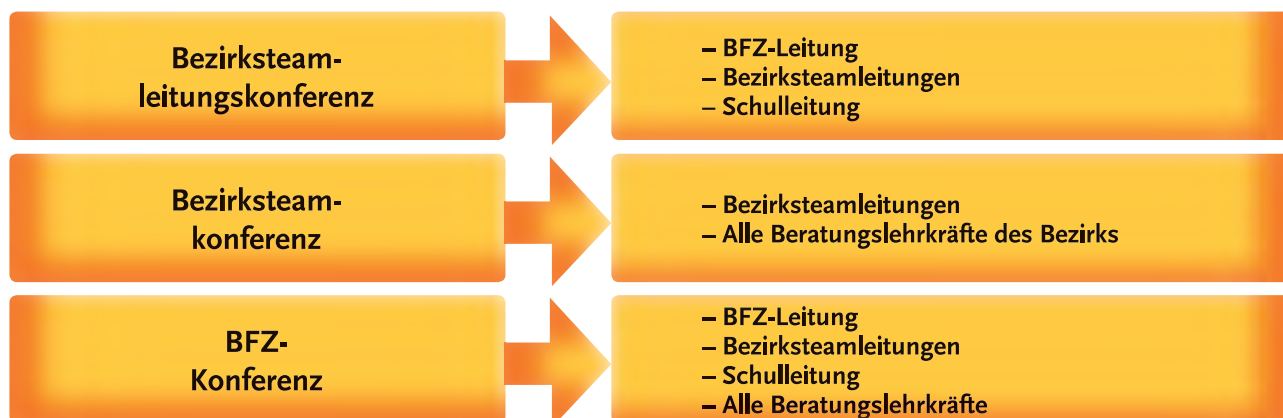 Bezirksteam-
leitungskonferenz
– BFZ-Leitung
– Bezirksteamleitungen
– Schulleitung
Bezirksteam-
konferenz
– Bezirksteamleitungen
– Alle Beratungslehrkräfte des Bezirks
BFZ-
Konferenz
– BFZ-Leitung
– Bezirksteamleitungen
– Schulleitung
– Alle Beratungslehrkräfte